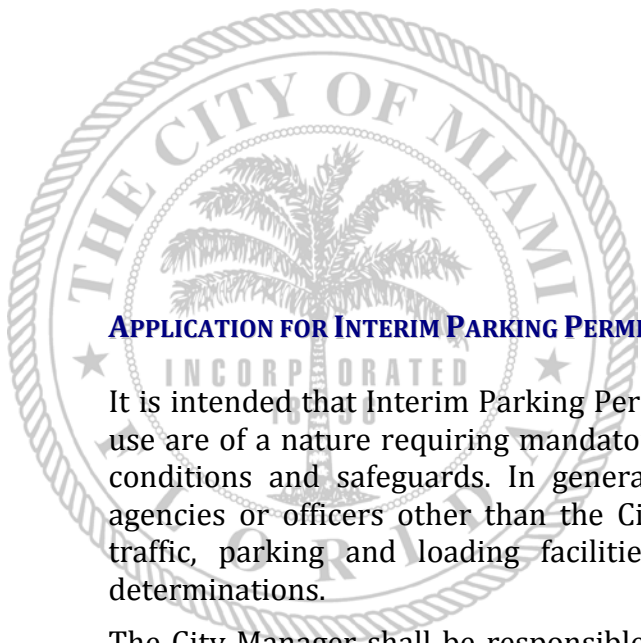 THE CITY OF MIAMI
APPLICATION FOR INTERIM PARKING PERMI
INCORPORATED
It is intended that Interim Parking Per
use are of a nature requiring mandato
conditions and safeguards. In genera
agencies or officers other than the Ci
traffic, parking and loading facilitie
determinations.
FLORIDA
The City Manager shall be responsible